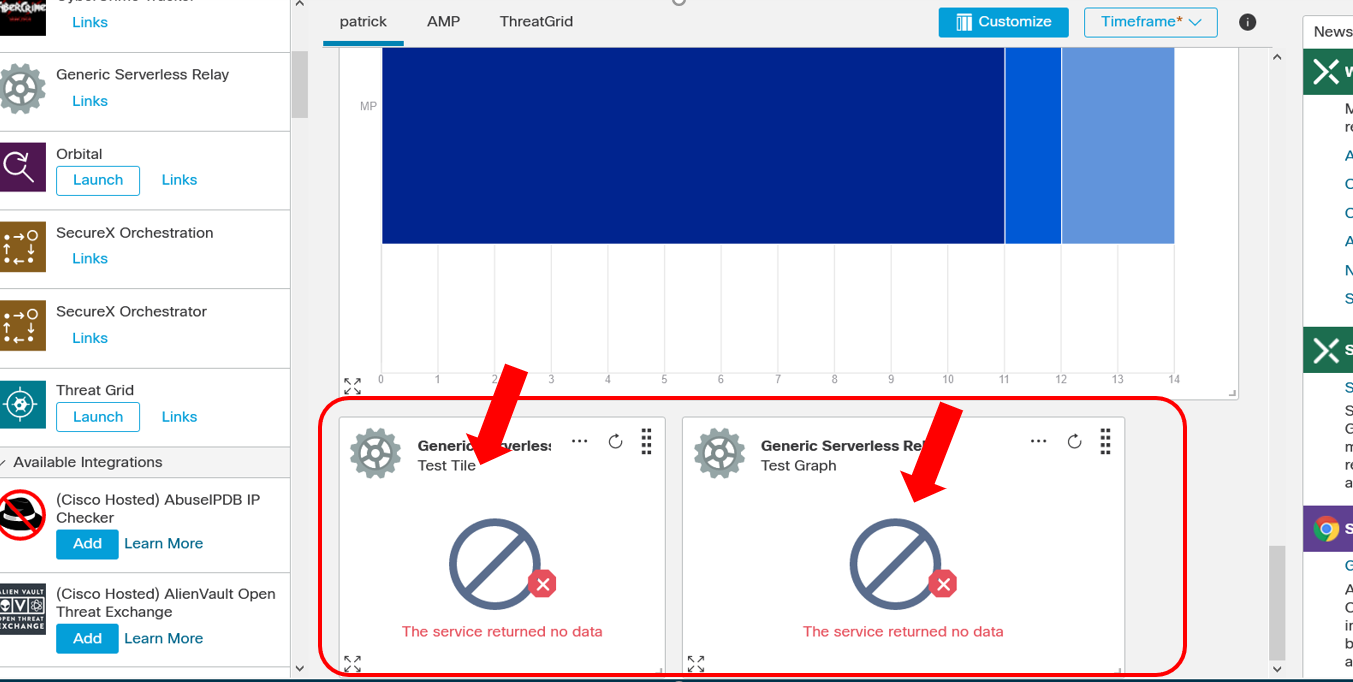 Links
Generic Serverless Relay
Links
Orbital
Launch
Links
SecureX Orchestration
Links
SecureX Orchestrator
Links
Threat Grid
Launch
Links
Available Integrations
(Cisco Hosted) AbuseIPDB IP
Checker
Add
Learn More
ALIEN VAULT
OPEN THREAT
EXCHANGE
(Cisco Hosted) AlienVault Open
Threat Exchange
Add
Learn More
patrick
AMP
ThreatGrid
Customize
Timeframe*
MP
0 1 2 3 4 5 6 7 8 9 10 11 12 13 14
Generic Serverless
Test Tile
The service returned no data
Generic Serverless Rel
Test Graph
The service returned no data
News